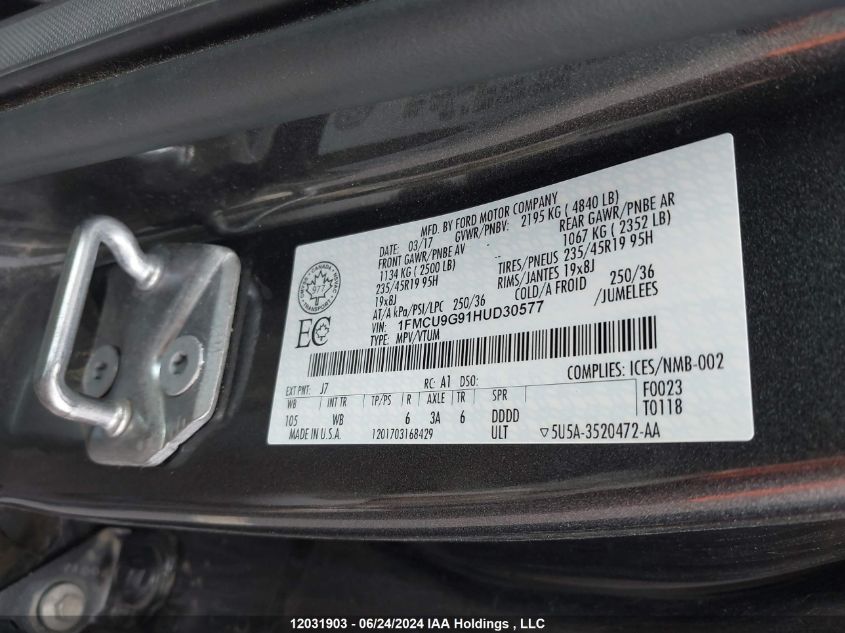 MFD. BY FORD MOTOR COMPANY
DATE: 03/17 GVWR/PNBV: 2195 KG ( 4840 LB)
FRONT GAWR/PNBE AV REAR GAWR/PNBE AR
1134 KG ( 2500 LB) 1067 KG ( 2352 LB)
235/45R19 95H TIRES/PNEUS 235/45R19 95H
19x8J RIMS/JANTES 19x8J
AT/A kPa/PSI/LPC 250/36 COLD/A FROID 250/36
VIN: 1FMCU9G91HUD30577 /JUMELEES
TYPE: MPV/VTUM
COMPLIES: ICES/NMB-002
EXT PNT: J7 RC: A1 DSO: F0023
WB INT TR TP/PS R AXLE TR SPR T0118
105 WB 6 3A 6 DDDD
MADE IN U.S.A. 1201703168429 ULT ▽5U5A-3520472-AA
EC
CANADA
977
12031903 - 06/24/2024 IAA Holdings , LLC